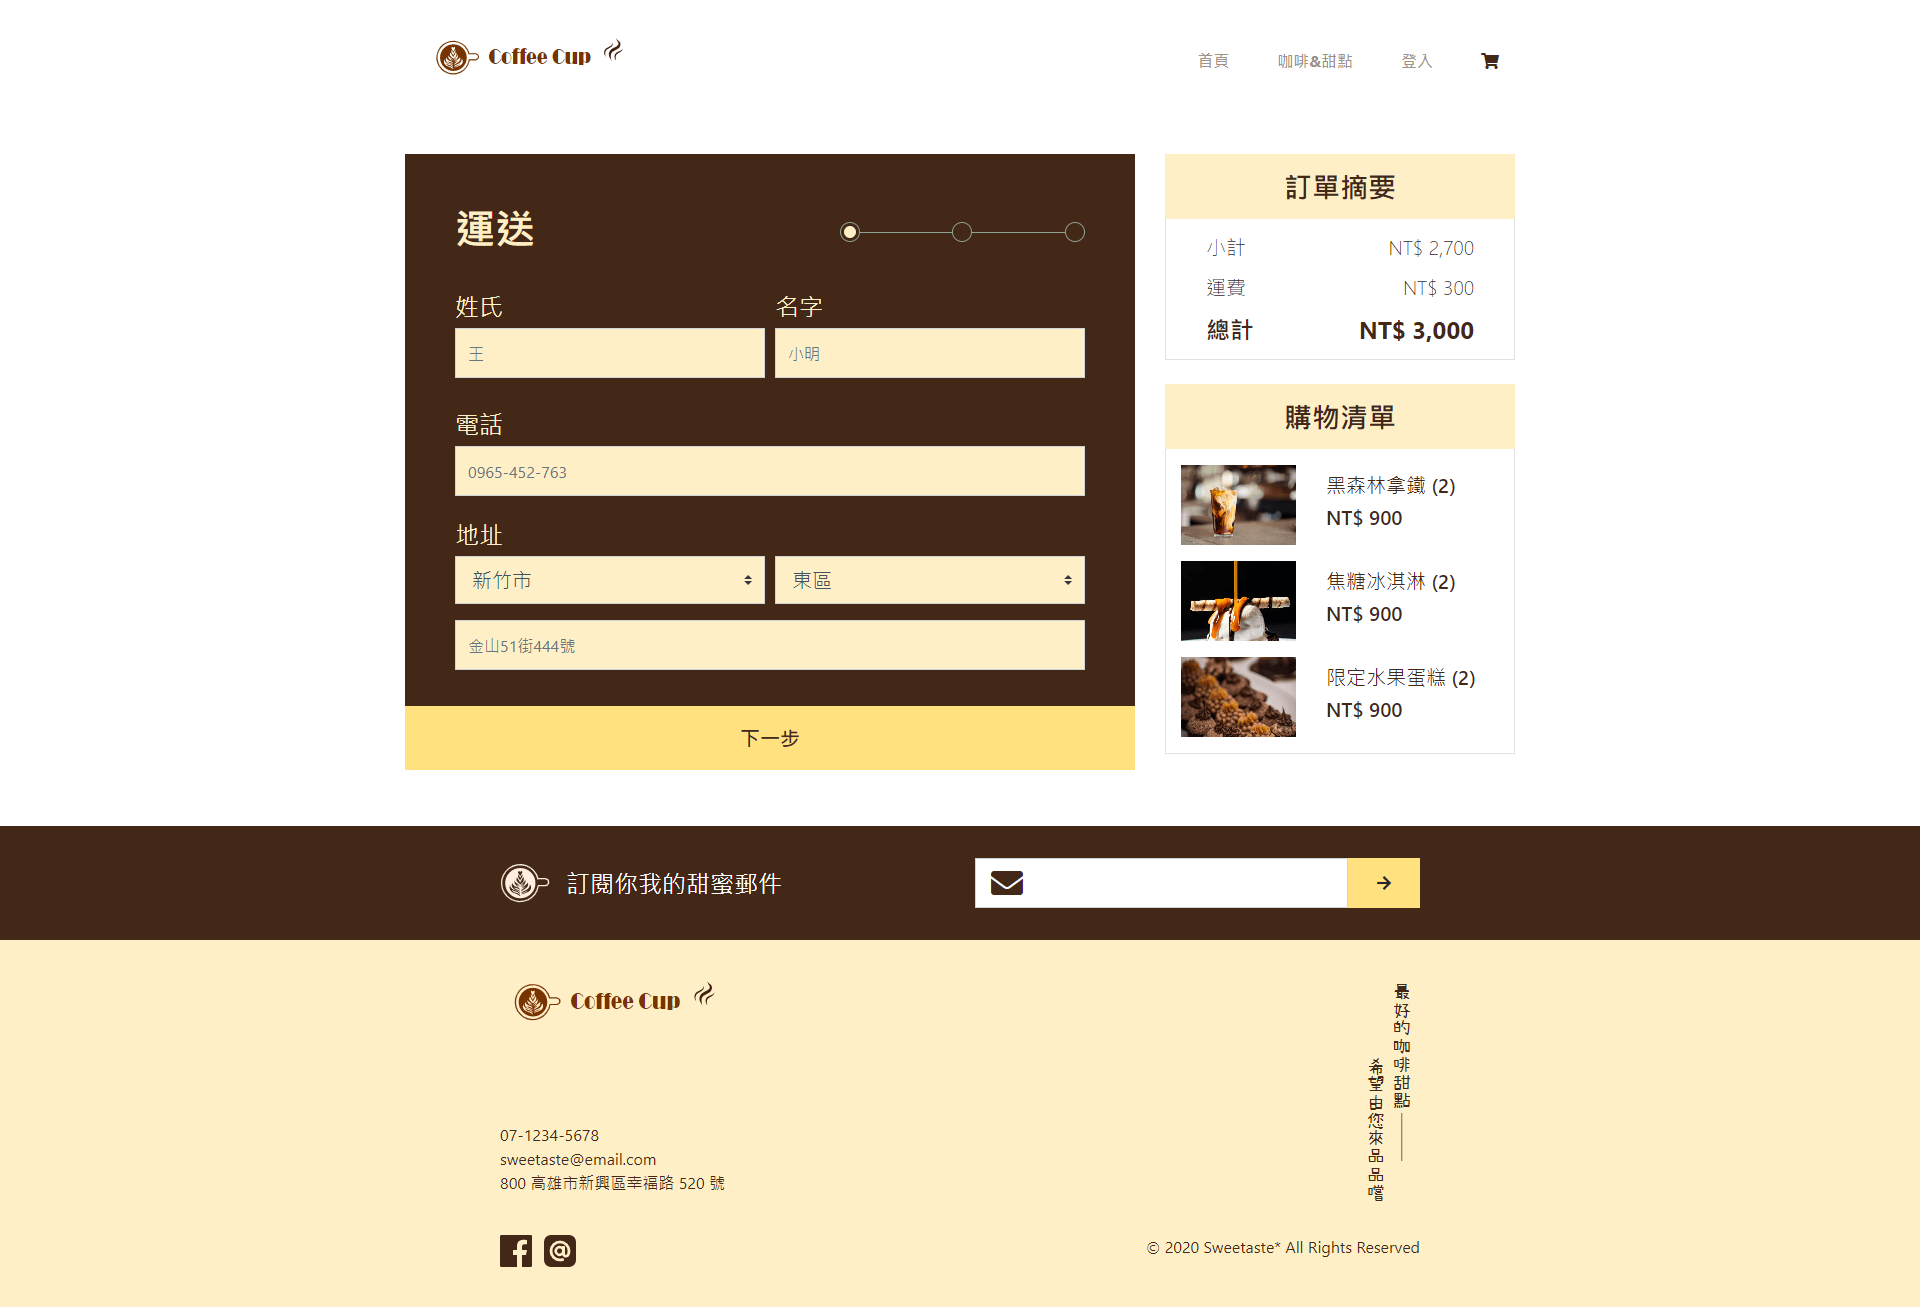 Coffee Cup
首頁
咖啡&甜點
登入
運送
姓氏
名字
王
小明
電話
0965-452-763
地址
新竹市
東區
金山51街444號
下一步
訂單摘要
小計 NT$ 2,700
運費 NT$ 300
總計 NT$ 3,000
購物清單
黑森林拿鐵 (2)
NT$ 900
焦糖冰淇淋 (2)
NT$ 900
限定水果蛋糕 (2)
NT$ 900
訂閱你我的甜蜜郵件
Coffee Cup
最好的咖啡甜點
希望由您來品品嚐
07-1234-5678
sweetaste@email.com
800 高雄市新興區幸福路 520 號
© 2020 Sweetaste* All Rights Reserved